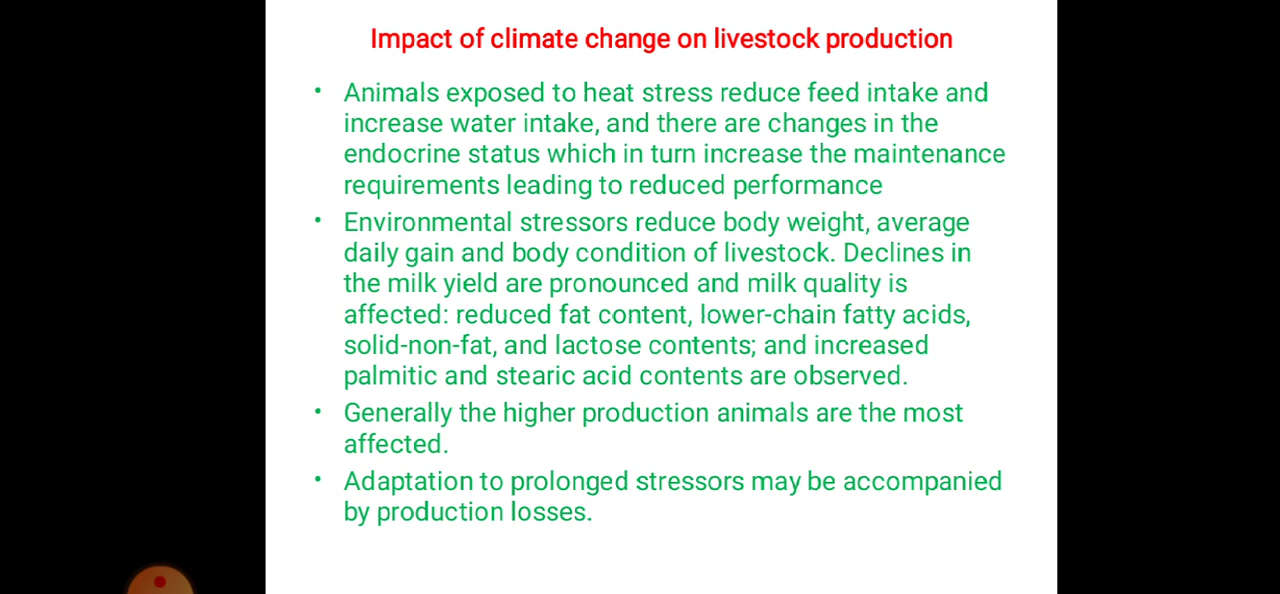 Impact of climate change on livestock production
• Animals exposed to heat stress reduce feed intake and
increase water intake, and there are changes in the
endocrine status which in turn increase the maintenance
requirements leading to reduced performance
• Environmental stressors reduce body weight, average
daily gain and body condition of livestock. Declines in
the milk yield are pronounced and milk quality is
affected: reduced fat content, lower-chain fatty acids,
solid-non-fat, and lactose contents; and increased
palmitic and stearic acid contents are observed.
• Generally the higher production animals are the most
affected.
• Adaptation to prolonged stressors may be accompanied
by production losses.